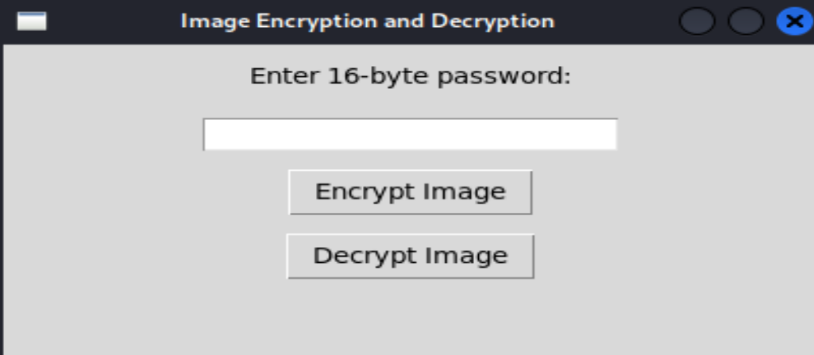 Image Encryption and Decryption
Enter 16-byte password:
Encrypt Image
Decrypt Image